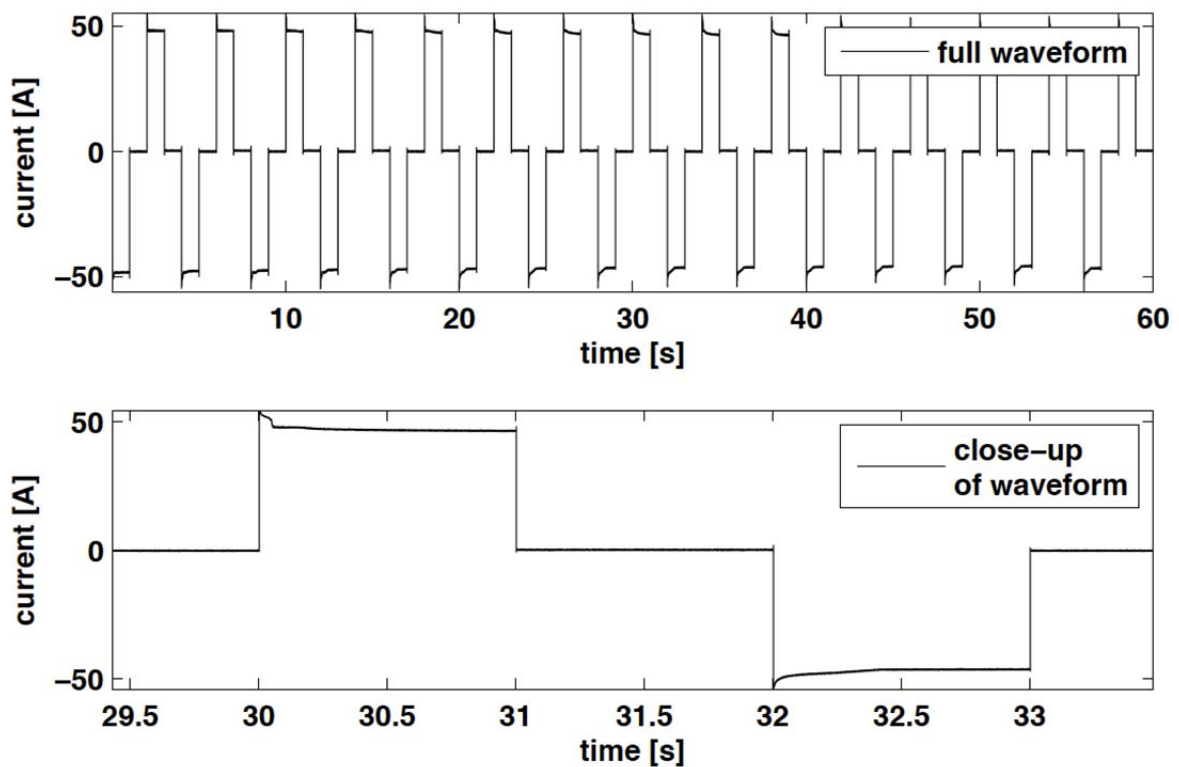 50
0
−50
current [A]
full waveform
10 20 30 40 50 60
time [s]
50
0
−50
current [A]
close−up
of waveform
29.5 30 30.5 31 31.5 32 32.5 33
time [s]